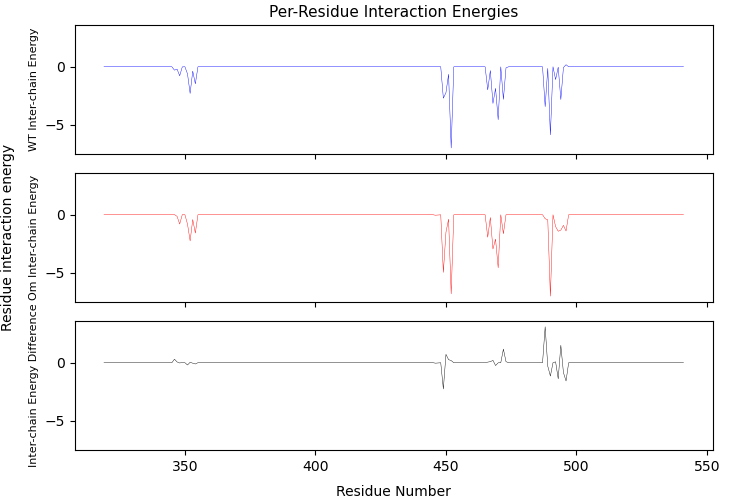 Per-Residue Interaction Energies
Residue interaction energy
WT Inter-chain Energy
0
−5
Om Inter-chain Energy
0
−5
Inter-chain Energy Difference
0
−5
350
400
450
500
550
Residue Number